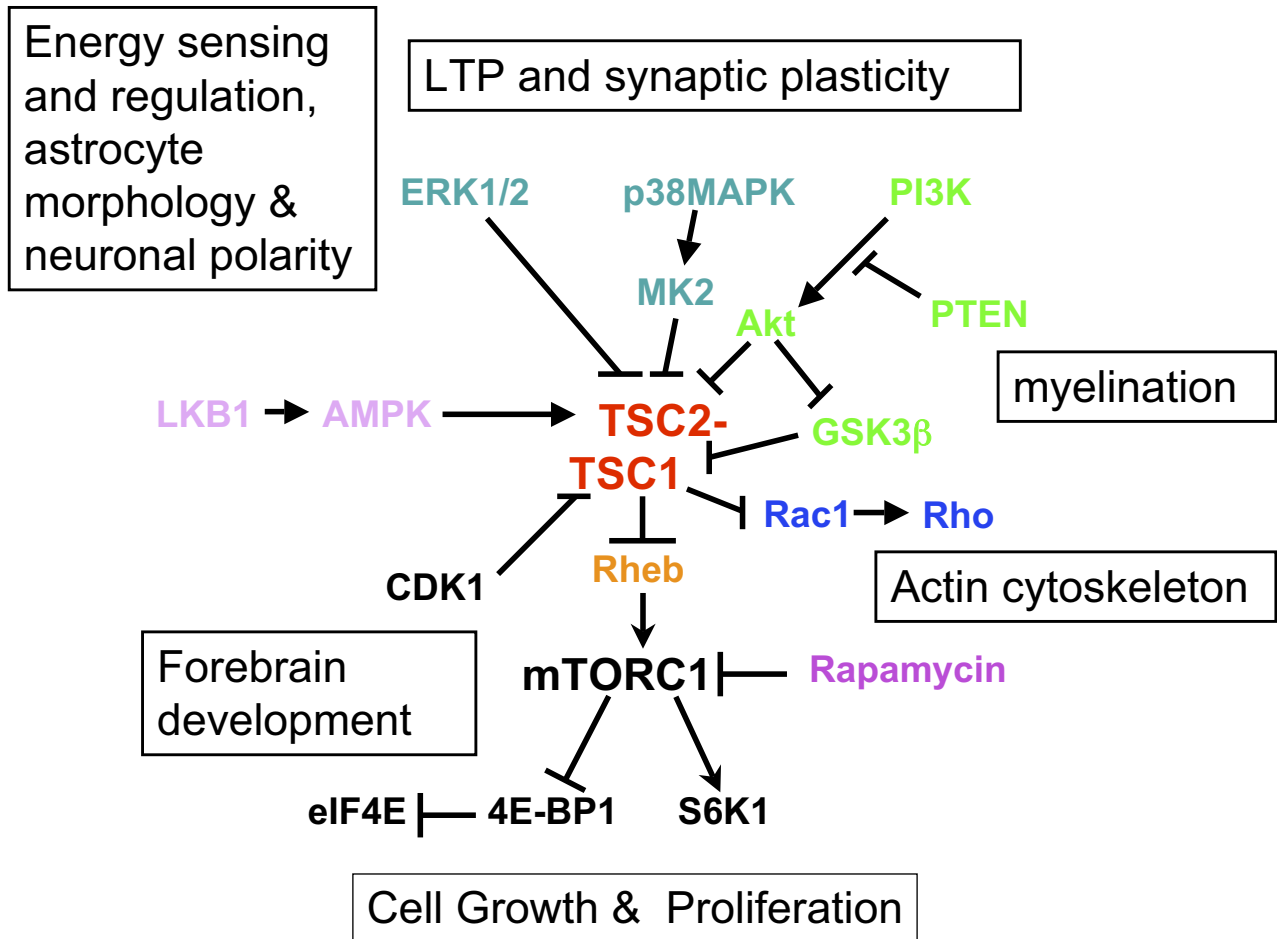 Energy sensing
and regulation,
astrocyte
morphology &
neuronal polarity
LTP and synaptic plasticity
ERK1/2
p38MAPK
PI3K
MK2
Akt
PTEN
myelination
LKB1
AMPK
TSC2-
TSC1
GSK3β
Rac1
Rho
Rheb
CDK1
Actin cytoskeleton
Forebrain
development
mTORC1
Rapamycin
eIF4E
4E-BP1
S6K1
Cell Growth & Proliferation